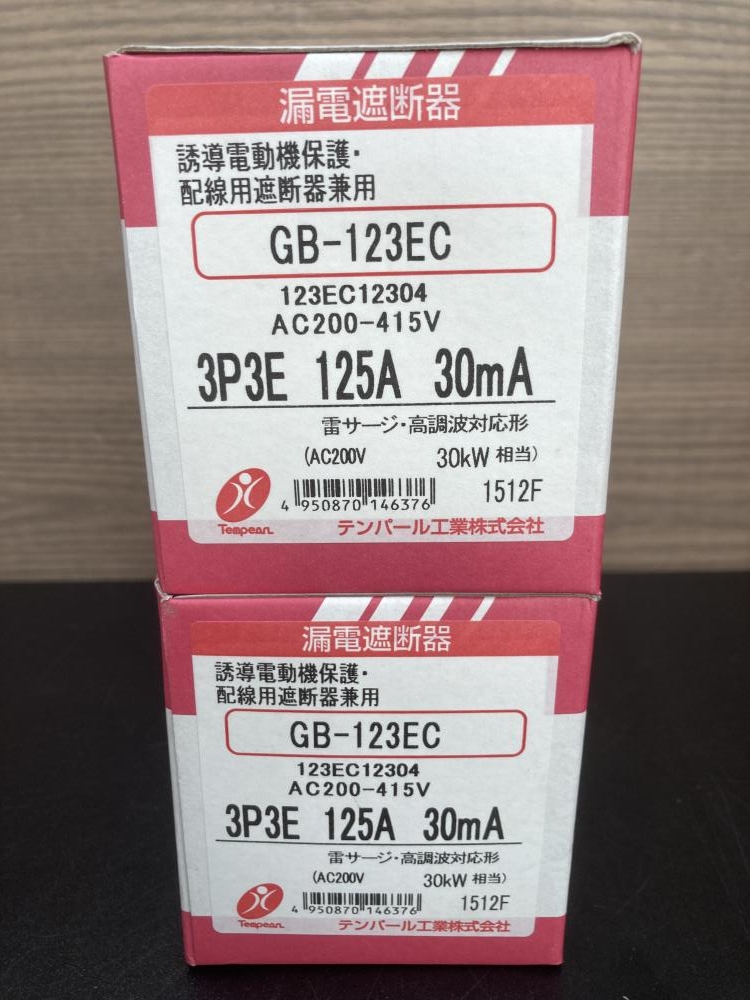 漏電遮断器
誘導電動機保護・
配線用遮断器兼用
GB-123EC
123EC12304
AC200-415V
3P3E 125A 30mA
雷サージ・高調波対応形
(AC200V 30kW 相当)
4 950870 146376
1512F
Tempearl
テンパール工業株式会社
漏電遮断器
誘導電動機保護・
配線用遮断器兼用
GB-123EC
123EC12304
AC200-415V
3P3E 125A 30mA
雷サージ・高調波対応形
(AC200V 30kW 相当)
4 950870 146376
1512F
Tempearl
テンパール工業株式会社